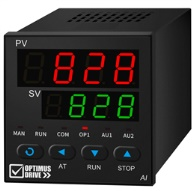 PV
828
SV
828
MAN RUN COM OP1 AU1 AU2
AT RUN STOP
OPTIMUS
DRIVE
AI